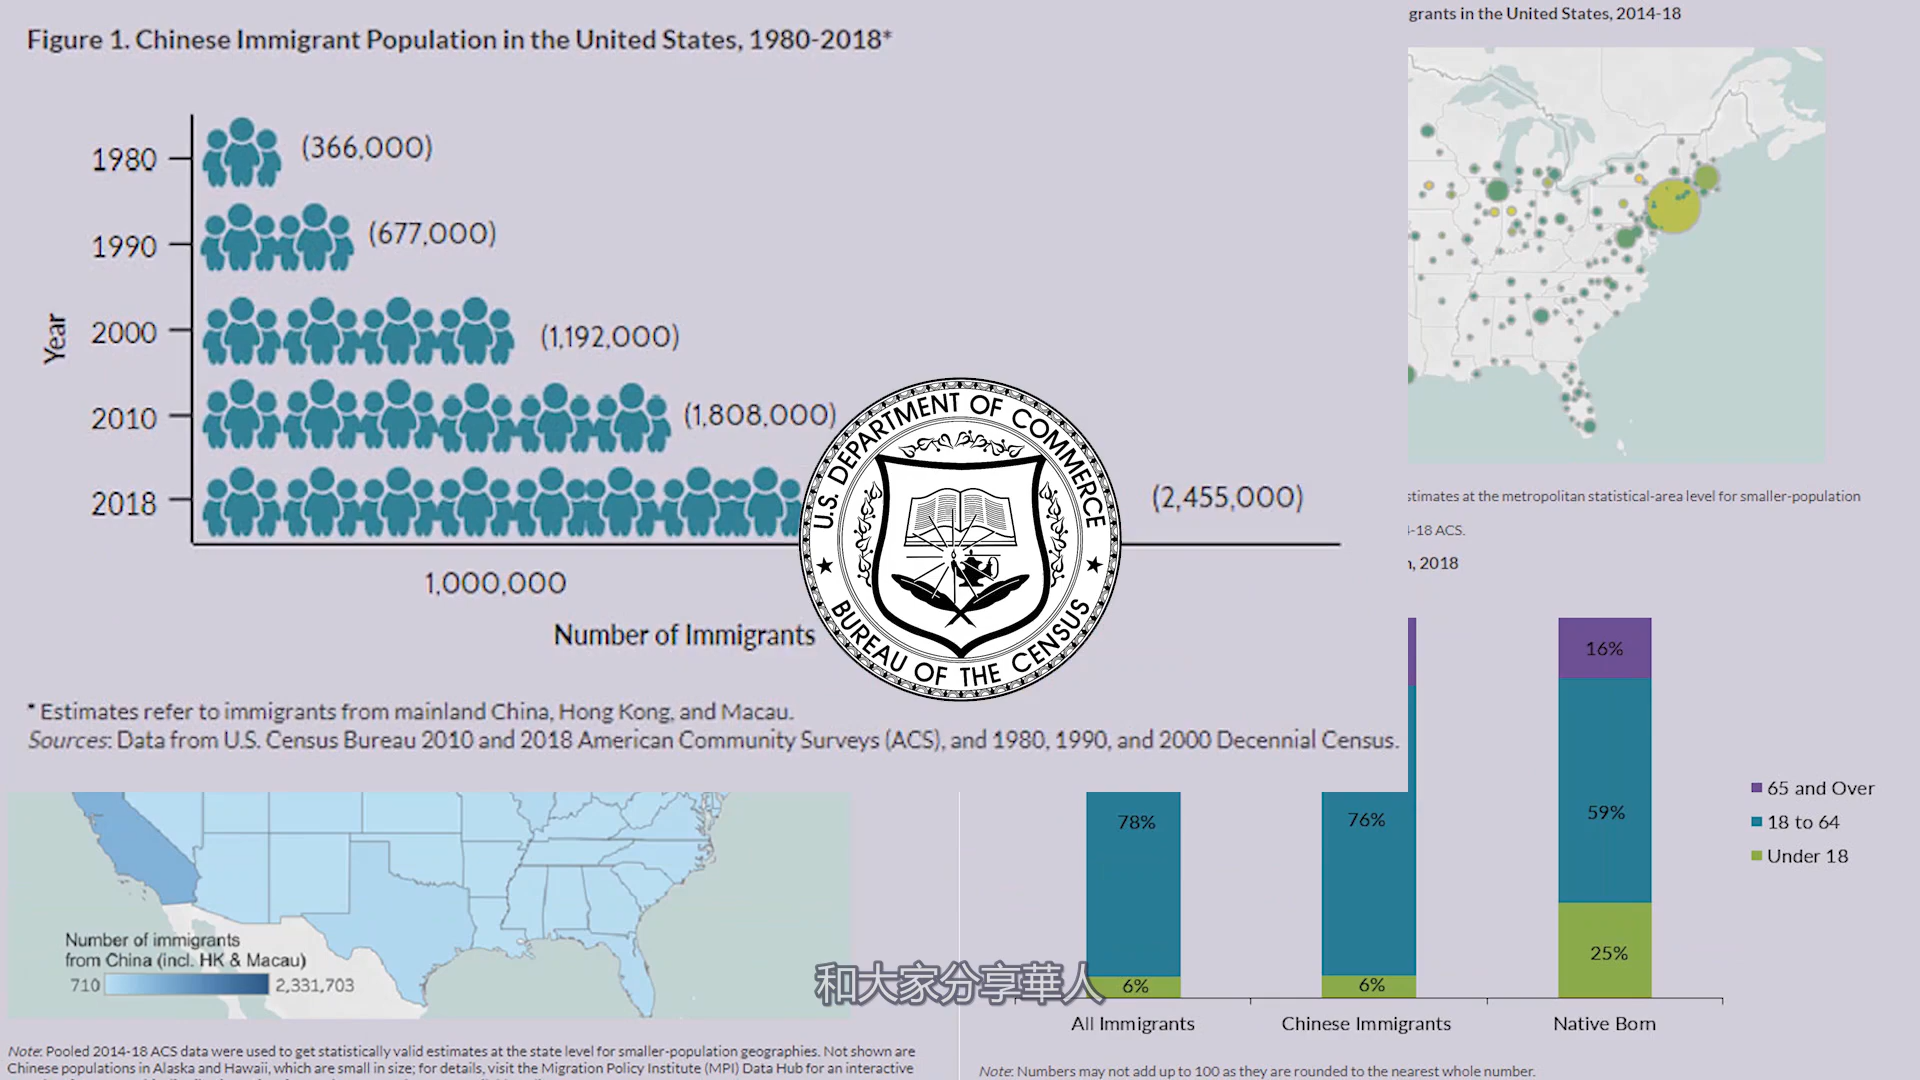 Figure 1. Chinese Immigrant Population in the United States, 1980-2018*
grants in the United States, 2014-18
1980
(366,000)
1990
(677,000)
2000
(1,192,000)
2010
(1,808,000)
2018
(2,455,000)
Year
1,000,000
Number of Immigrants
U.S. DEPARTMENT OF COMMERCE
BUREAU OF THE CENSUS
* Estimates refer to immigrants from mainland China, Hong Kong, and Macau.
Sources: Data from U.S. Census Bureau 2010 and 2018 American Community Surveys (ACS), and 1980, 1990, and 2000 Decennial Census.
stimates at the metropolitan statistical-area level for smaller-population
-18 ACS.
, 2018
16%
59%
25%
78%
6%
76%
6%
65 and Over
18 to 64
Under 18
All Immigrants
Chinese Immigrants
Native Born
Number of immigrants
from China (incl. HK & Macau)
710
2,331,703
和大家分享華人
Note: Pooled 2014-18 ACS data were used to get statistically valid estimates at the state level for smaller-population geographies. Not shown are
Chinese populations in Alaska and Hawaii, which are small in size; for details, visit the Migration Policy Institute (MPI) Data Hub for an interactive
Note: Numbers may not add up to 100 as they are rounded to the nearest whole number.